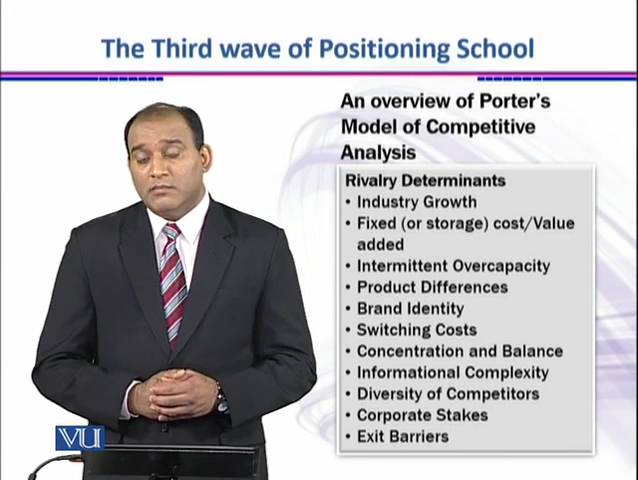 The Third wave of Positioning School
An overview of Porter's
Model of Competitive
Analysis
Rivalry Determinants
• Industry Growth
• Fixed (or storage) cost/Value
added
• Intermittent Overcapacity
• Product Differences
• Brand Identity
• Switching Costs
• Concentration and Balance
• Informational Complexity
• Diversity of Competitors
• Corporate Stakes
• Exit Barriers
VU